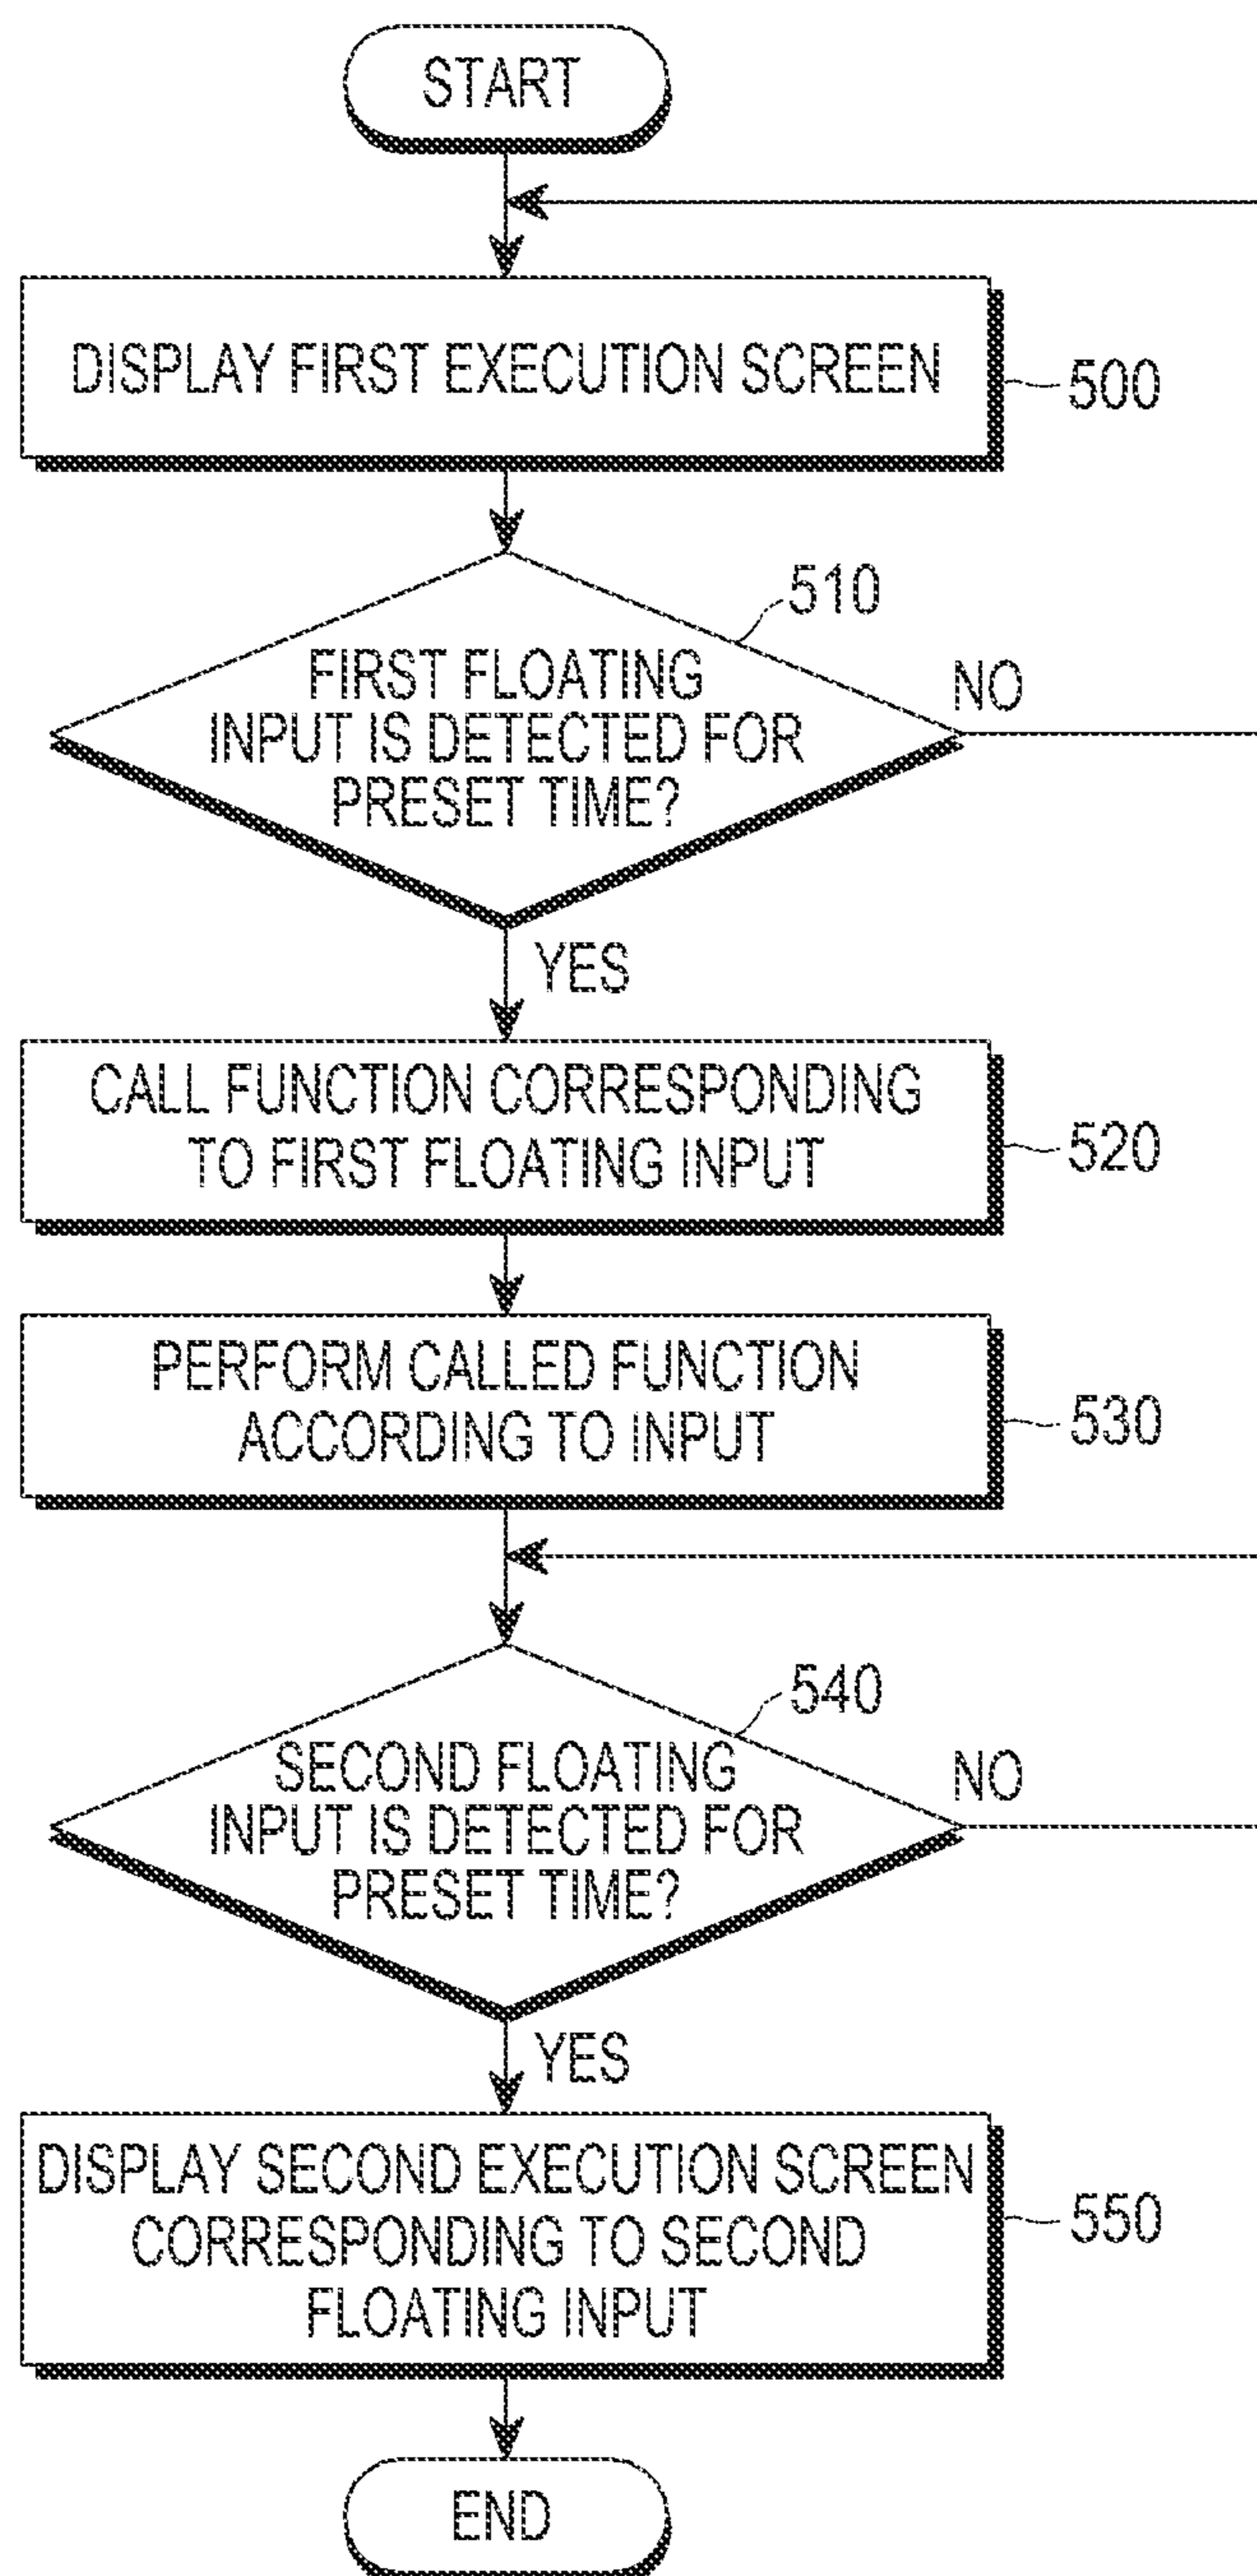 START
DISPLAY FIRST EXECUTION SCREEN
500
510
FIRST FLOATING
INPUT IS DETECTED FOR
PRESET TIME?
NO
YES
CALL FUNCTION CORRESPONDING
TO FIRST FLOATING INPUT
520
PERFORM CALLED FUNCTION
ACCORDING TO INPUT
530
540
SECOND FLOATING
INPUT IS DETECTED FOR
PRESET TIME?
NO
YES
DISPLAY SECOND EXECUTION SCREEN
CORRESPONDING TO SECOND
FLOATING INPUT
550
END